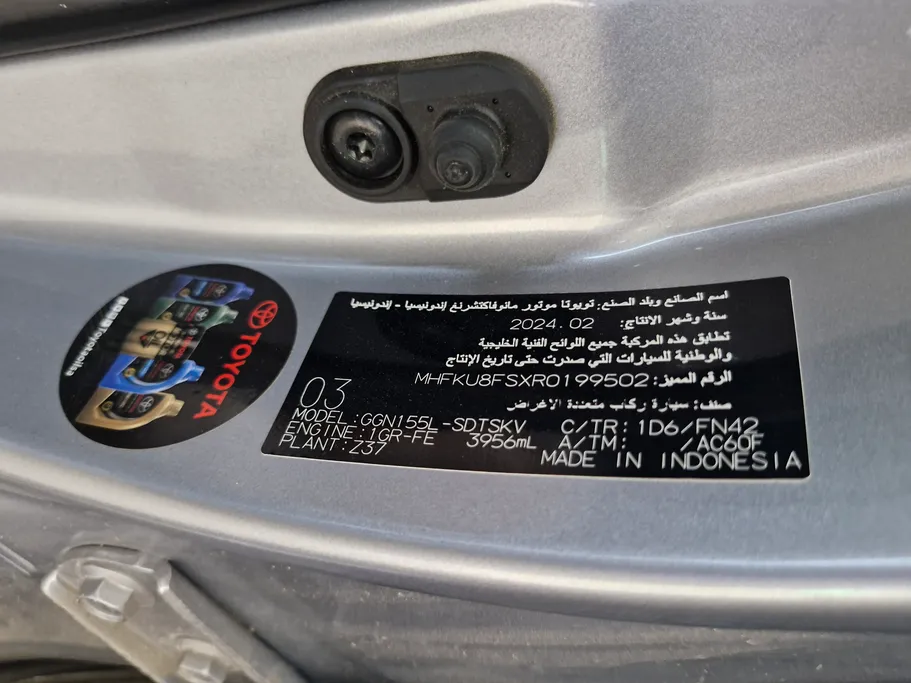 TOYOTA
اسم الصانع وبلد الصنع: تويوتا موتور مانوفاكتشرنغ إندونيسيا - إندونيسيا
سنة وشهر الانتاج: 2024.02
تطابق هذه المركبة جميع اللوائح الفنية الخليجية
والوطنية للسيارات التي صدرت حتى تاريخ الإنتاج
الرقم المميز: MHFKU8FSXR0199502
صنف: سيارة ركاب متعددة الاغراض
03
MODEL:GGN155L-SDTSKV C/TR:1D6/FN42
ENGINE:1GR-FE 3956mL A/TM: /AC60F
PLANT:Z37 MADE IN INDONESIA